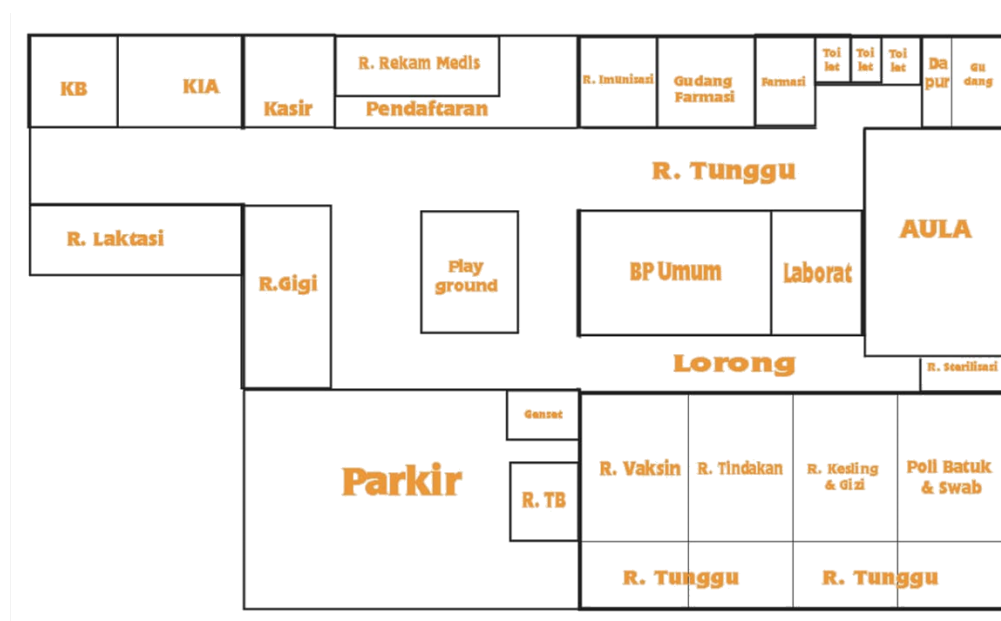 KB
KIA
Kasir
R. Rekam Medis
Pendaftaran
R. Imunisasi
Gudang
Farmasi
Farmasi
Toi
let
Toi
let
Toi
let
Da
pur
Gu
dang
R. Tunggu
AULA
R. Laktasi
R.Gigi
Play
ground
BP Umum
Laborat
Lorong
R. Sterilisasi
Parkir
Genset
R. TB
R. Vaksin
R. Tindakan
R. Kesling
& Gizi
Poli Batuk
& Swab
R. Tunggu
R. Tunggu